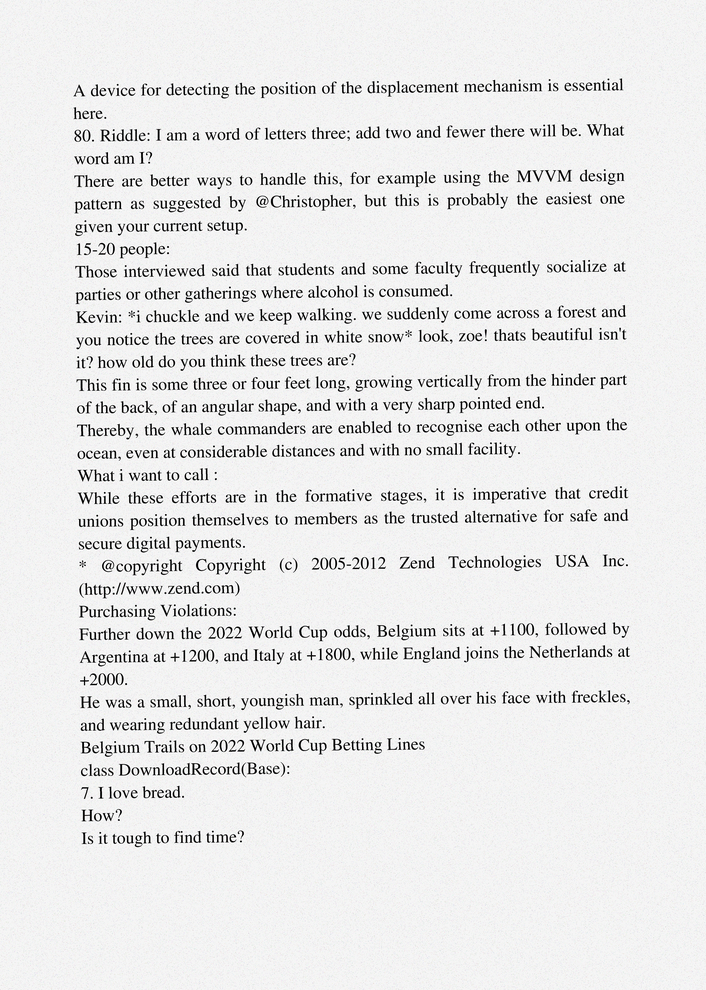 A device for detecting the position of the displacement mechanism is essential
here.
80. Riddle: I am a word of letters three; add two and fewer there will be. What
word am I?
There are better ways to handle this, for example using the MVVM design
pattern as suggested by @Christopher, but this is probably the easiest one
given your current setup.
15-20 people:
Those interviewed said that students and some faculty frequently socialize at
parties or other gatherings where alcohol is consumed.
Kevin: *i chuckle and we keep walking. we suddenly come across a forest and
you notice the trees are covered in white snow* look, zoe! thats beautiful isn't
it? how old do you think these trees are?
This fin is some three or four feet long, growing vertically from the hinder part
of the back, of an angular shape, and with a very sharp pointed end.
Thereby, the whale commanders are enabled to recognise each other upon the
ocean, even at considerable distances and with no small facility.
What i want to call :
While these efforts are in the formative stages, it is imperative that credit
unions position themselves to members as the trusted alternative for safe and
secure digital payments.
* @copyright Copyright (c) 2005-2012 Zend Technologies USA Inc.
(http://www.zend.com)
Purchasing Violations:
Further down the 2022 World Cup odds, Belgium sits at +1100, followed by
Argentina at +1200, and Italy at +1800, while England joins the Netherlands at
+2000.
He was a small, short, youngish man, sprinkled all over his face with freckles,
and wearing redundant yellow hair.
Belgium Trails on 2022 World Cup Betting Lines
class DownloadRecord(Base):
7. I love bread.
How?
Is it tough to find time?